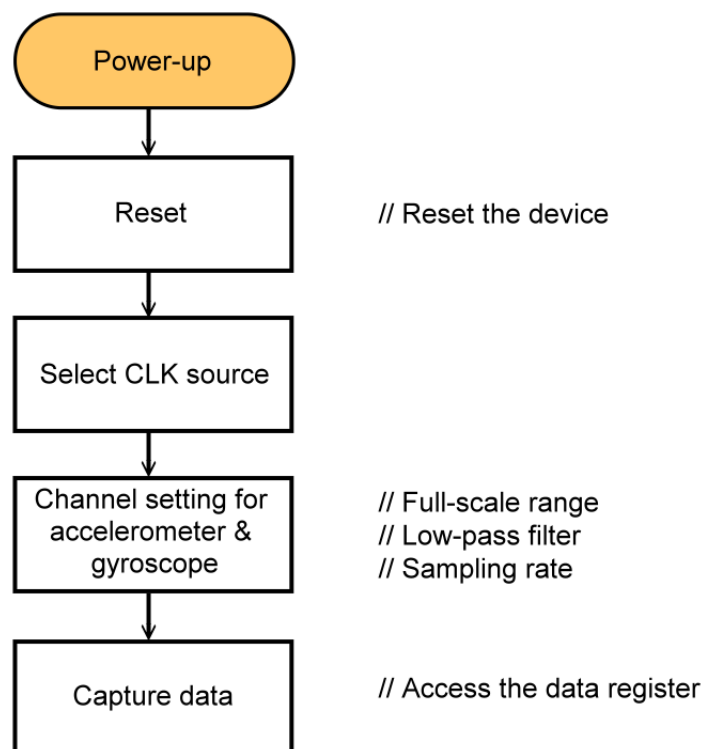 Power-up
Reset
// Reset the device
Select CLK source
Channel setting for
accelerometer &
gyroscope
// Full-scale range
// Low-pass filter
// Sampling rate
Capture data
// Access the data register